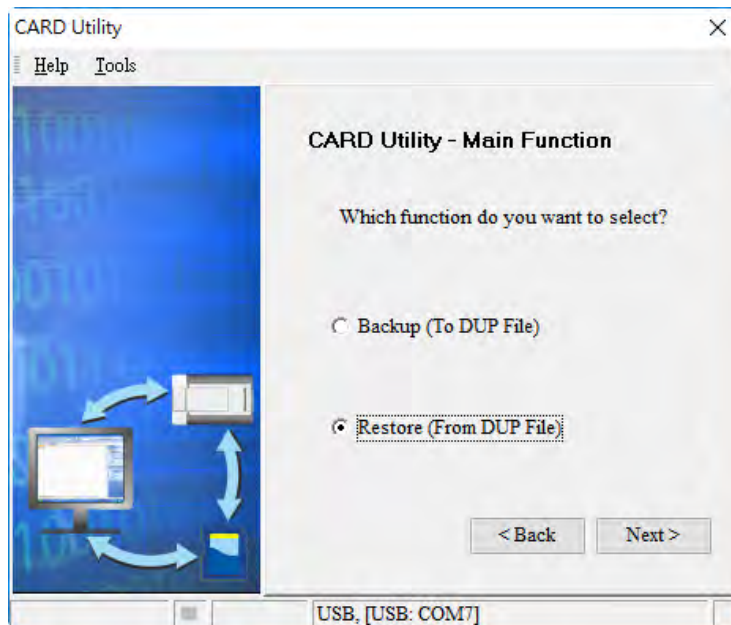 CARD Utility
Help Tools
CARD Utility - Main Function
Which function do you want to select?
Backup (To DUP File)
Restore (From DUP File)
< Back Next >
USB, [USB: COM7]